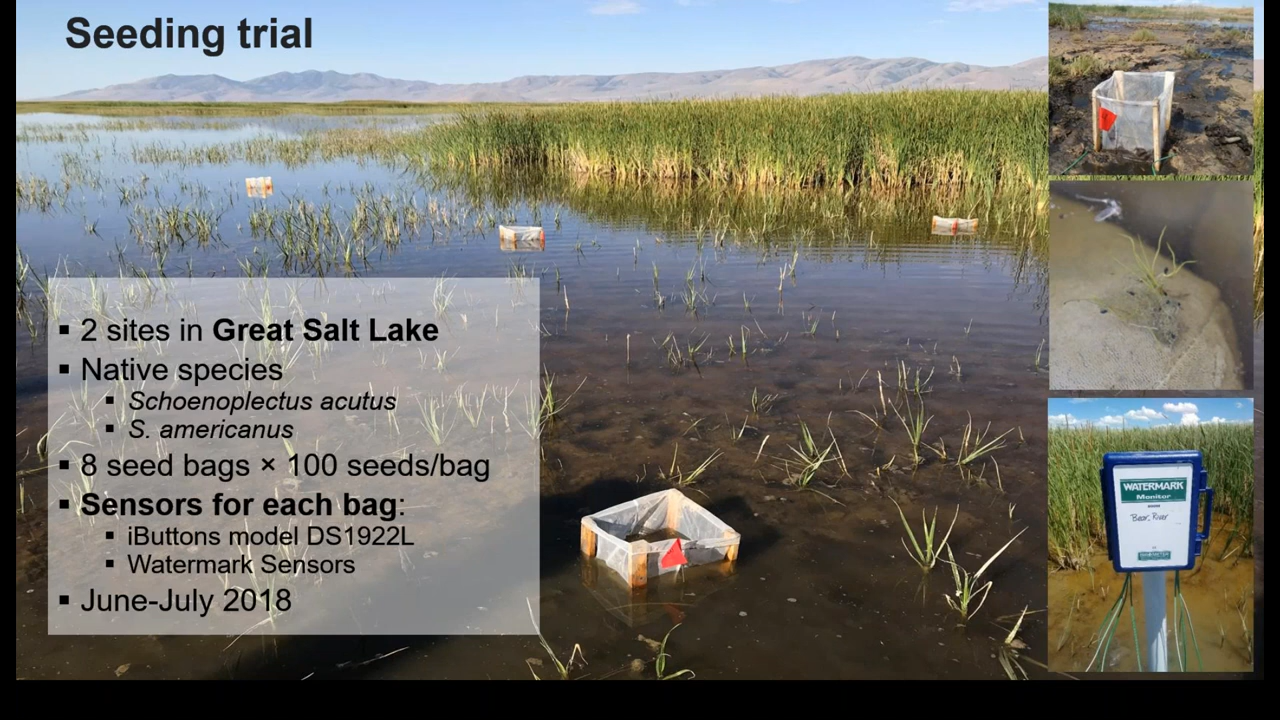 Seeding trial
▪ 2 sites in Great Salt Lake
▪ Native species
▪ Schoenoplectus acutus
▪ S. americanus
▪ 8 seed bags × 100 seeds/bag
▪ Sensors for each bag:
▪ iButtons model DS1922L
▪ Watermark Sensors
▪ June-July 2018
WATERMARK
Monitor
Bear River